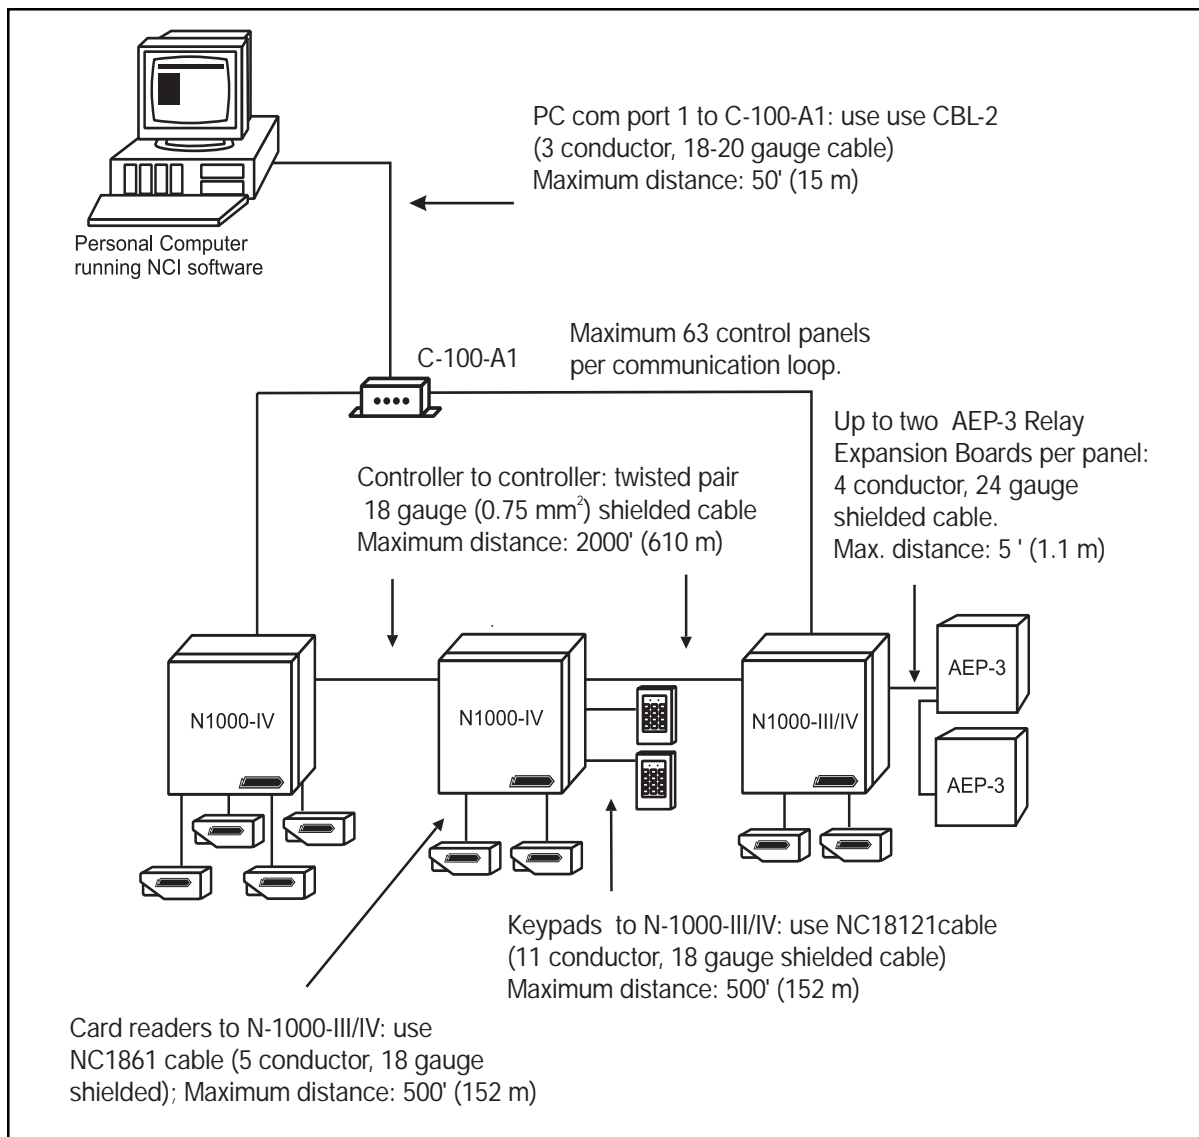 PC com port 1 to C-100-A1: use use CBL-2
(3 conductor, 18-20 gauge cable)
Maximum distance: 50' (15 m)
Personal Computer
running NCI software
C-100-A1
Maximum 63 control panels
per communication loop.
Up to two AEP-3 Relay
Expansion Boards per panel:
4 conductor, 24 gauge
shielded cable.
Max. distance: 5 ' (1.1 m)
Controller to controller: twisted pair
18 gauge (0.75 mm²) shielded cable
Maximum distance: 2000' (610 m)
N1000-IV
N1000-IV
N1000-III/IV
AEP-3
AEP-3
Keypads to N-1000-III/IV: use NC18121cable
(11 conductor, 18 gauge shielded cable)
Maximum distance: 500' (152 m)
Card readers to N-1000-III/IV: use
NC1861 cable (5 conductor, 18 gauge
shielded); Maximum distance: 500' (152 m)